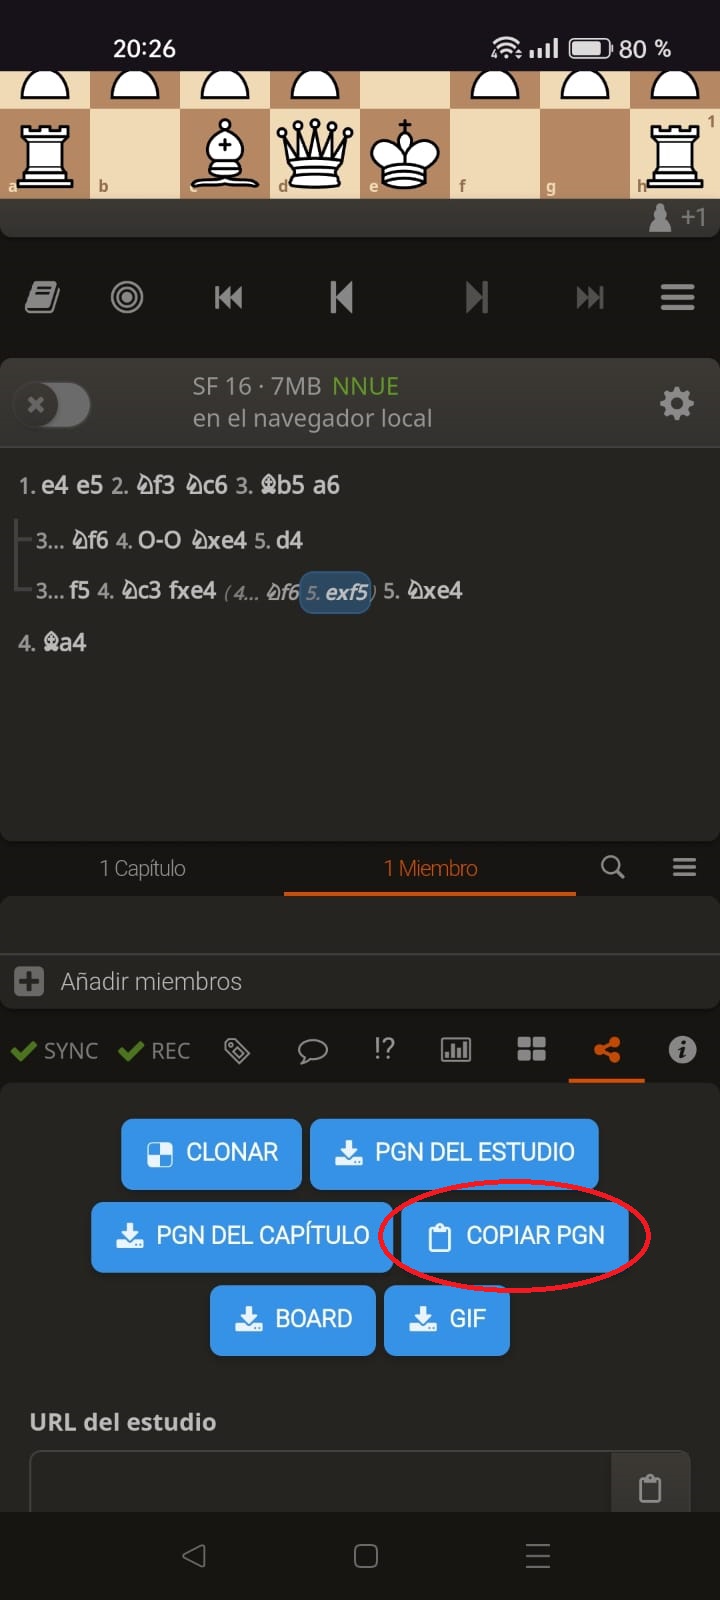 20:26 4 80 %
1
a b c d e f g h
+1
SF 16 · 7MB NNUE
en el navegador local
1. e4 e5 2. ♘f3 ♘c6 3. ♗b5 a6
3... ♘f6 4. O-O ♘xe4 5. d4
3... f5 4. ♘c3 fxe4 (4... ♘f6 5. exf5) 5. ♘xe4
4. ♗a4
1 Capítulo 1 Miembro
Añadir miembros
SYNC REC !?
CLONAR PGN DEL ESTUDIO
PGN DEL CAPÍTULO COPIAR PGN
BOARD GIF
URL del estudio